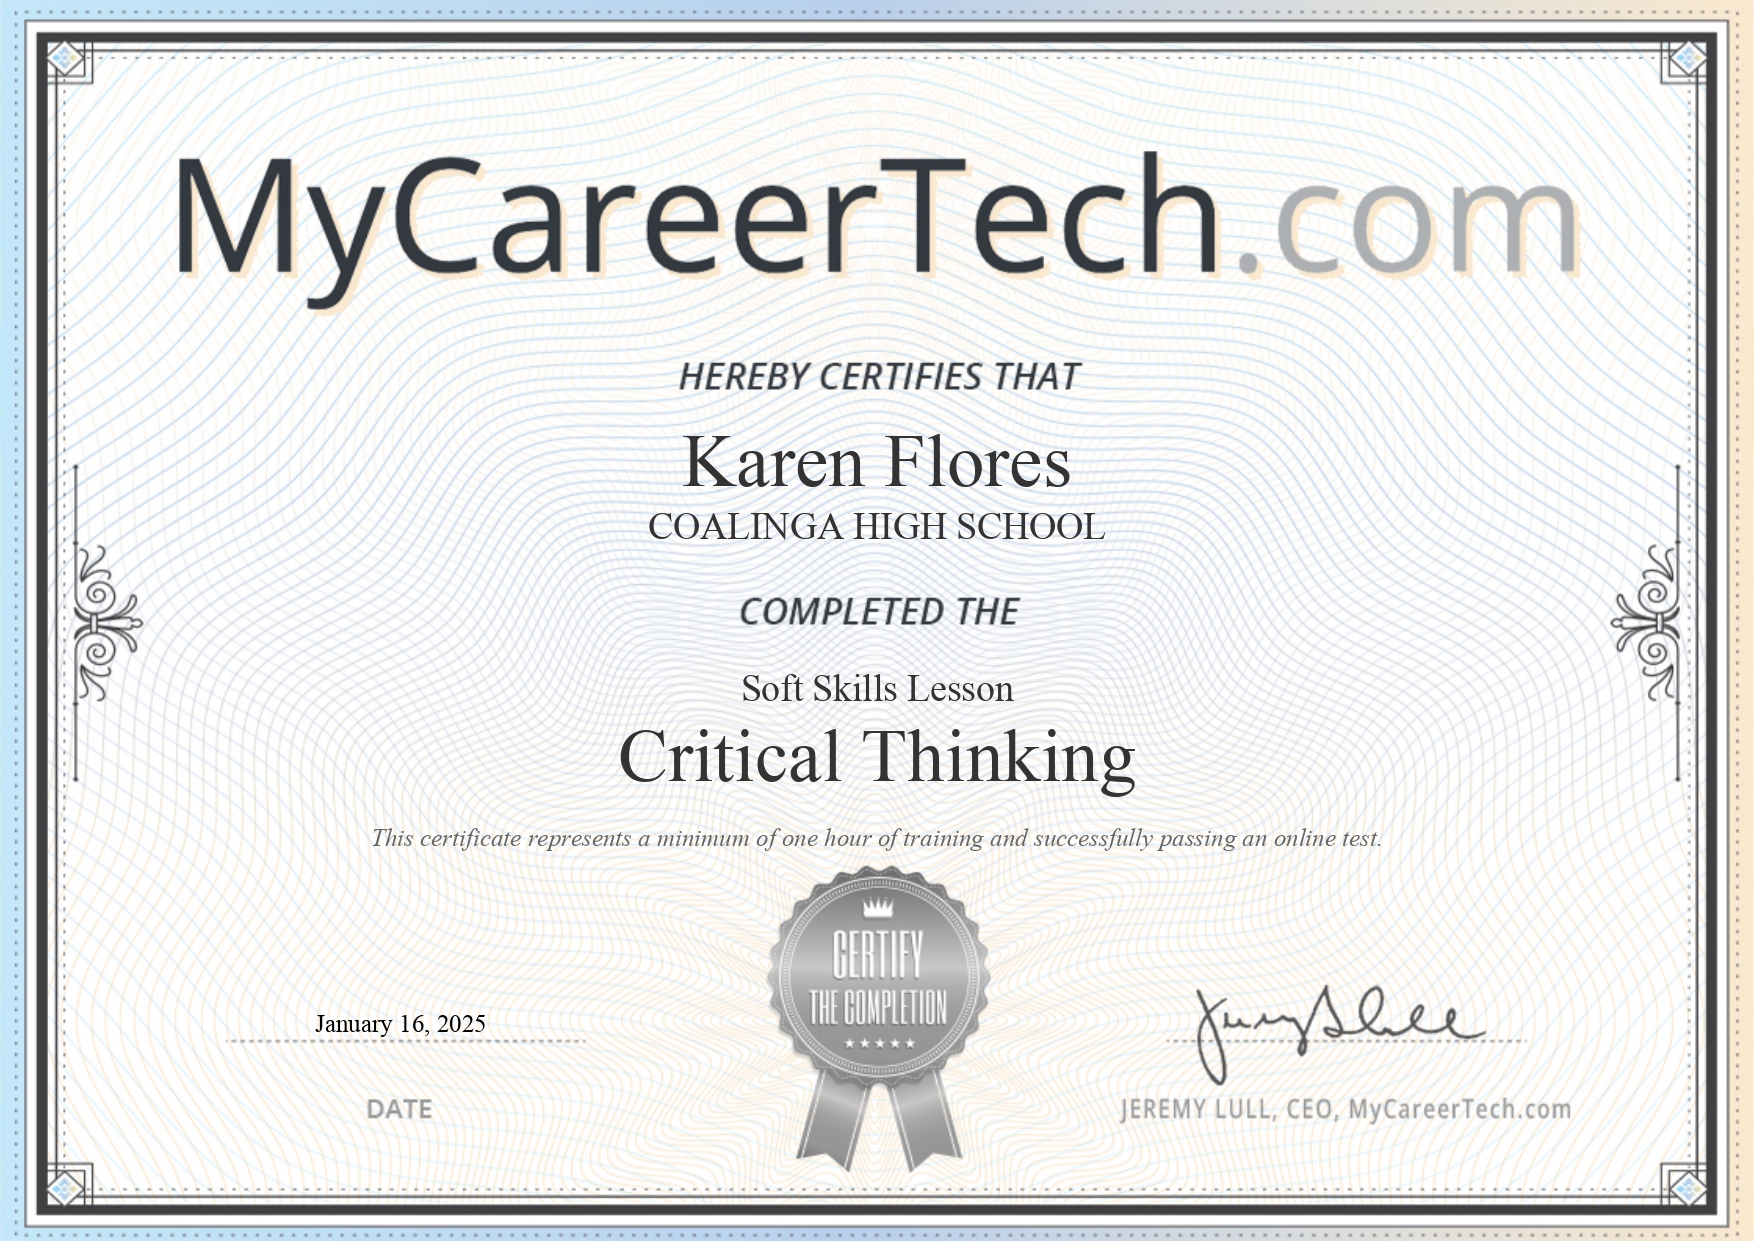 MyCareerTech.com
HEREBY CERTIFIES THAT
Karen Flores
COALINGA HIGH SCHOOL
COMPLETED THE
Soft Skills Lesson
Critical Thinking
This certificate represents a minimum of one hour of training and successfully passing an online test.
CERTIFY
THE COMPLETION
January 16, 2025
DATE
JEREMY LULL, CEO, MyCareerTech.com